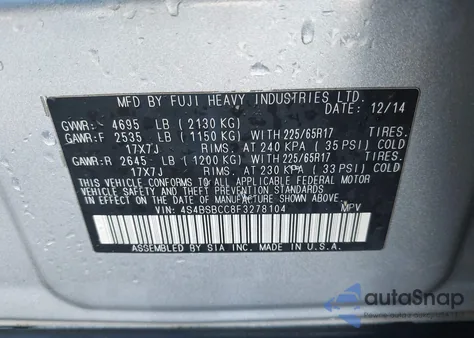 MFD BY FUJI HEAVY INDUSTRIES LTD.
DATE: 12/14
GVWR: 4695 LB (2130 KG)
GAWR:F 2535 LB (1150 KG) WITH 225/65R17 TIRES.
17X7J RIMS. AT 240 KPA (35 PSI) COLD
GAWR:R 2645 LB (1200 KG) WITH 225/65R17 TIRES.
17X7J RIMS. AT 230 KPA (33 PSI) COLD
THIS VEHICLE CONFORMS TO ALL APPLICABLE FEDERAL MOTOR
VEHICLE SAFETY BUMPER, AND THEFT PREVENTION STANDARDS
IN EFFECT ON THE DATE OF MANUFACTURE SHOWN ABOVE.
VIN: 4S4BSBCC8F3278104 MPV
ASSEMBLED BY SIA INC. MADE IN U.S.A.
autoSnap
Powered by AutoBidMaster